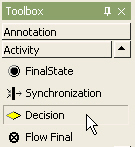 Toolbox
Annotation
Activity
FinalState
Synchronization
Decision
Flow Final